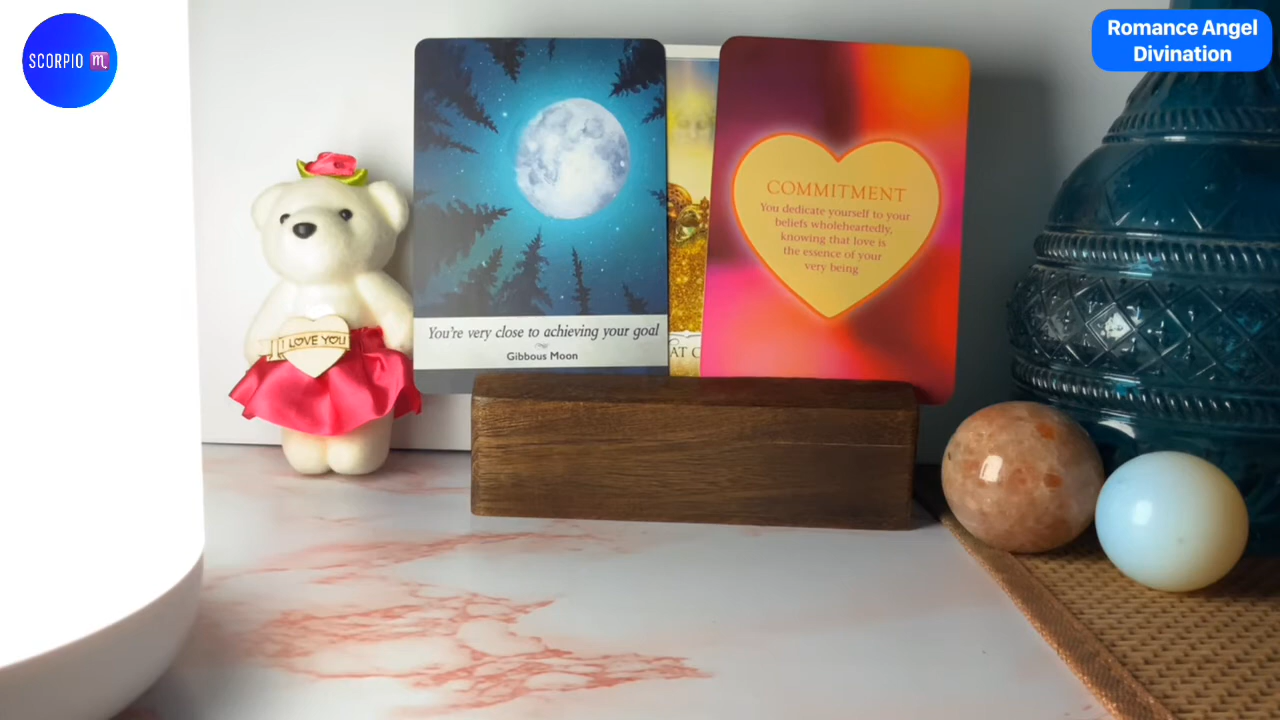 SCORPIO ♏
Romance Angel
Divination
COMMITMENT
You dedicate yourself to your
beliefs wholeheartedly,
knowing that love is
the essence of your
very being
I LOVE YOU
You're very close to achieving your goal
Gibbous Moon
AT C